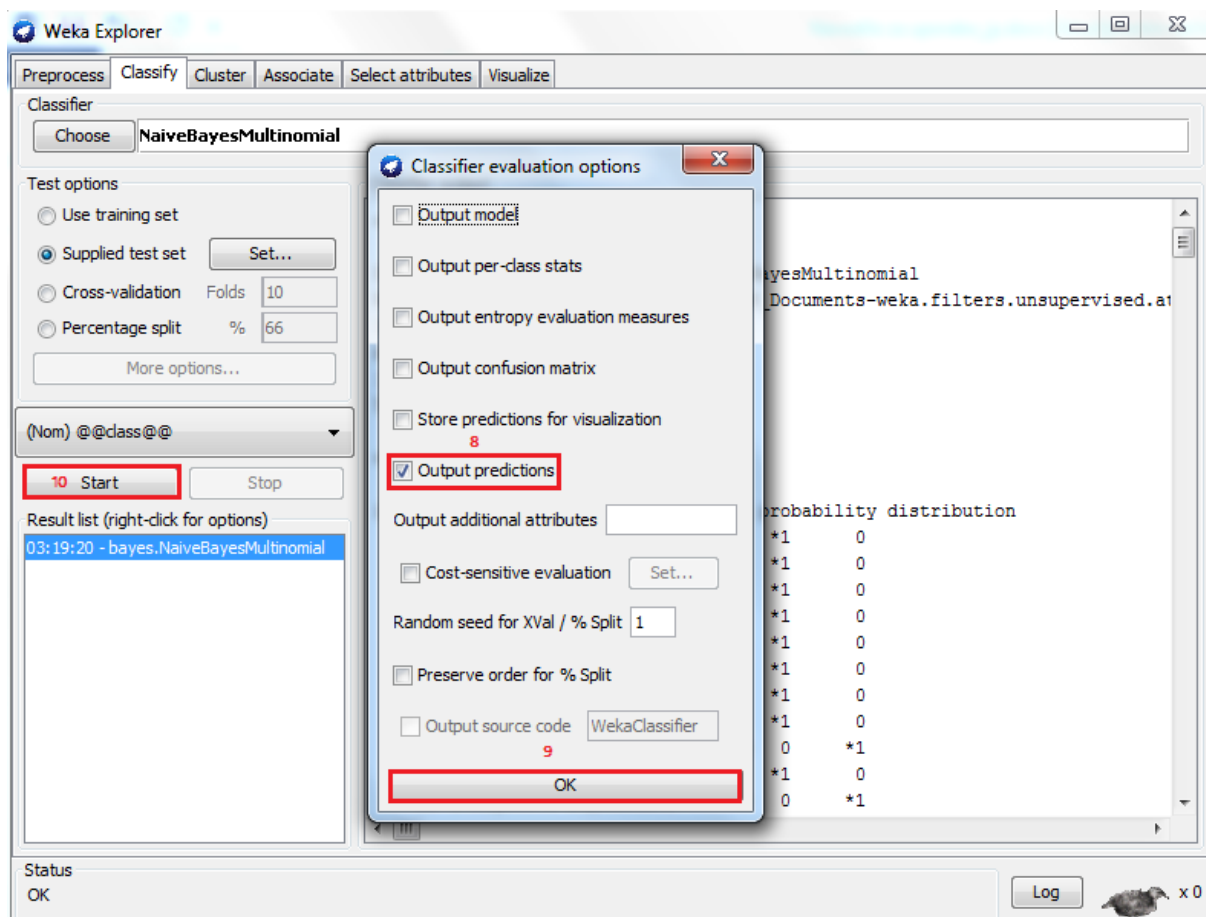 Weka Explorer
Preprocess Classify Cluster Associate Select attributes Visualize
Classifier
Choose NaiveBayesMultinomial
Test options
Use training set
Supplied test set Set...
Cross-validation Folds 10
Percentage split % 66
More options...
(Nom) @@class@@
10 Start Stop
Result list (right-click for options)
03:19:20 - bayes.NaiveBayesMultinomial
Classifier evaluation options
Output model
Output per-class stats
Output entropy evaluation measures
Output confusion matrix
Store predictions for visualization
8
Output predictions
Output additional attributes
Cost-sensitive evaluation Set...
Random seed for XVal / % Split 1
Preserve order for % Split
Output source code WekaClassifier
9
OK
ayesMultinomial
_Documents-weka.filters.unsupervised.at
probability distribution
*1 0
*1 0
*1 0
*1 0
*1 0
*1 0
*1 0
*1 0
0 *1
*1 0
0 *1
Status
OK
Log x 0